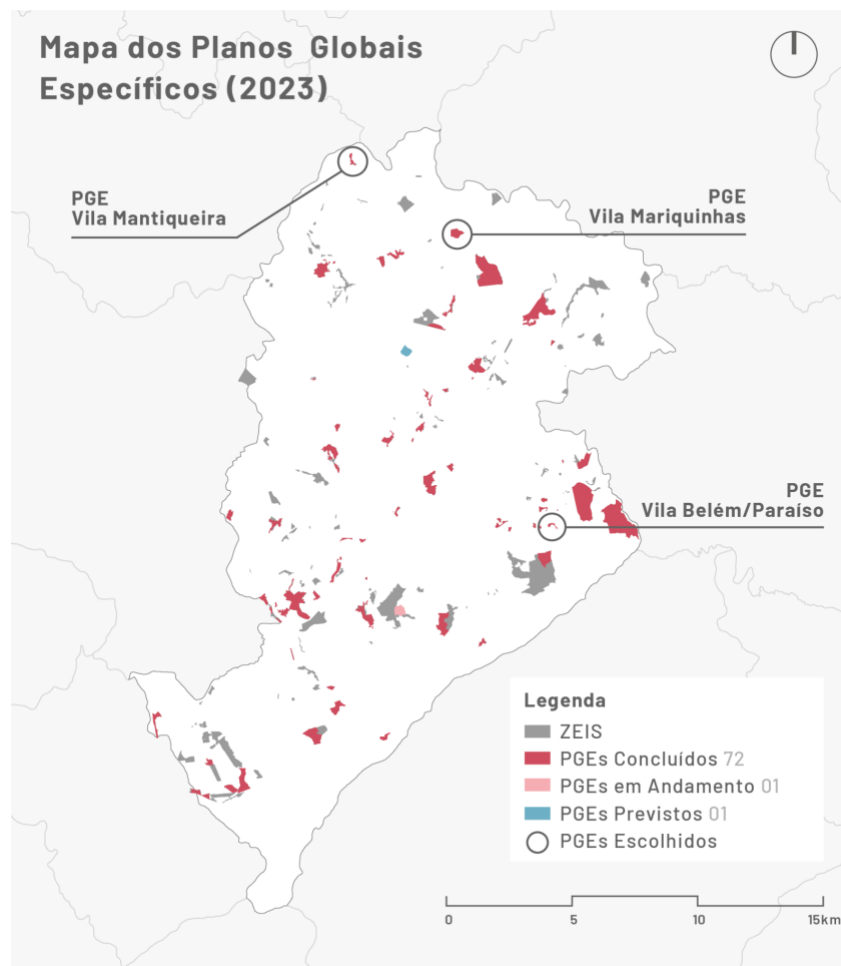 Mapa dos Planos Globais
Específicos (2023)
PGE
Vila Mantiqueira
PGE
Vila Mariquinhas
PGE
Vila Belém/Paraíso
Legenda
ZEIS
PGEs Concluídos 72
PGEs em Andamento 01
PGEs Previstos 01
PGEs Escolhidos
0 5 10 15km